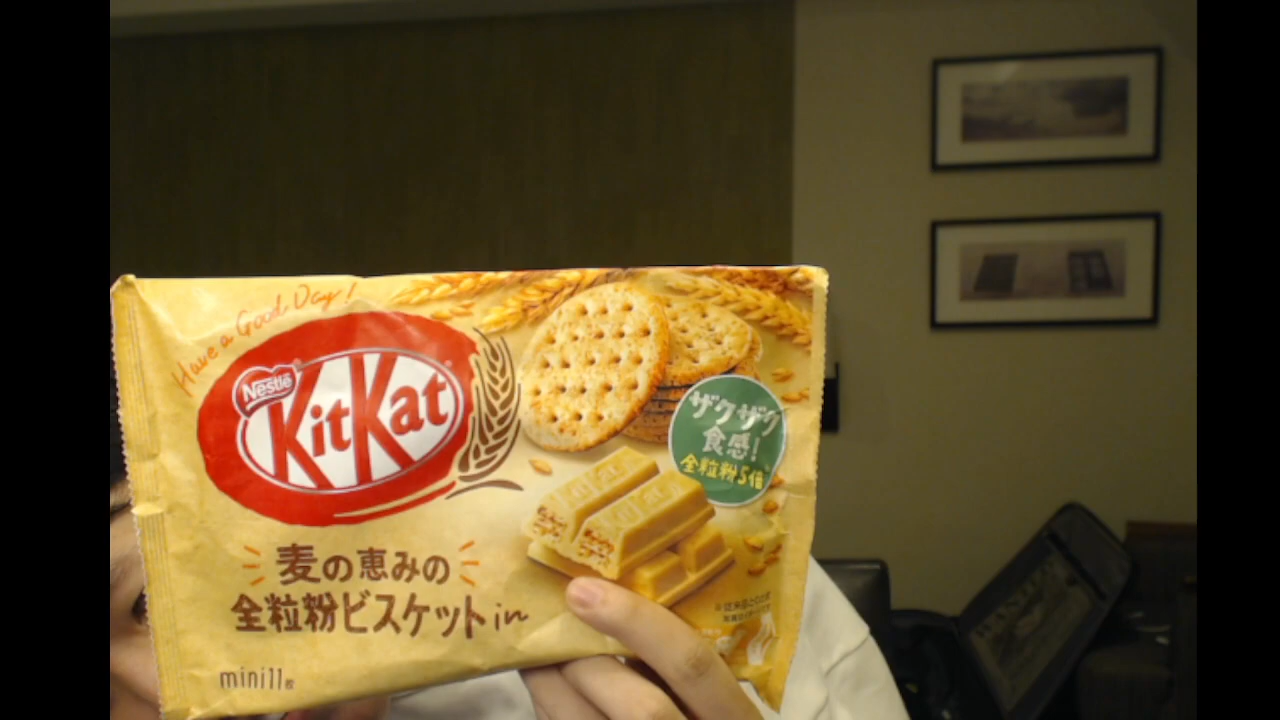 Have a Good Day!
Nestlé
KitKat
ザクザク
食感!
全粒粉5倍
麦の恵みの
全粒粉ビスケットin
mini11枚